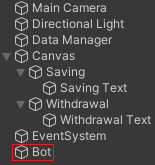 Main Camera
Directional Light
Data Manager
Canvas
Saving
Saving Text
Withdrawal
Withdrawal Text
EventSystem
Bot